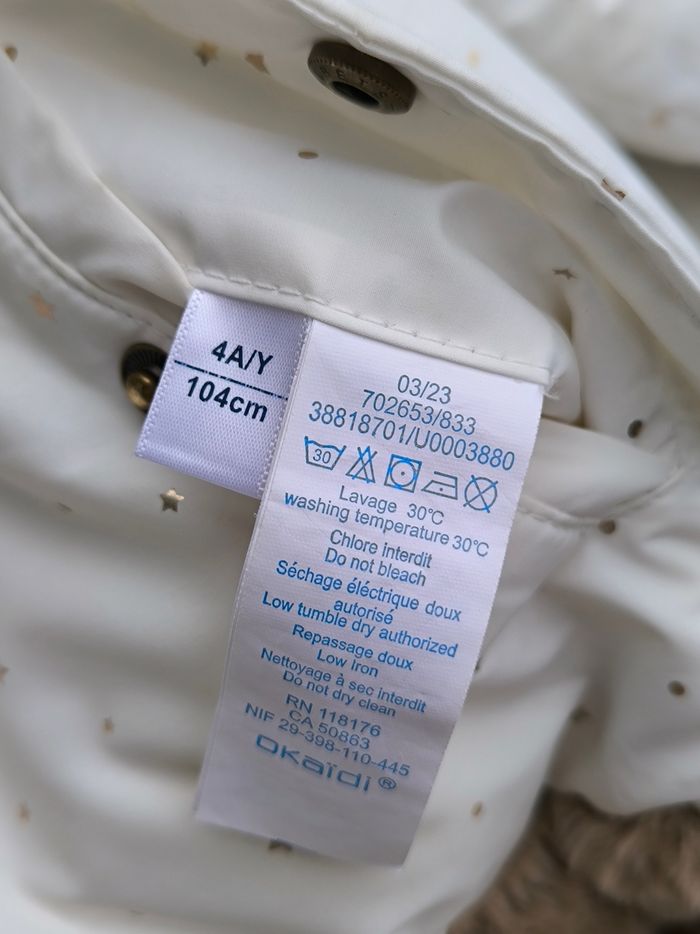 4A/Y
104cm
03/23
702653/833
38818701/U0003880
30
Lavage 30°C
washing temperature 30°C
Chlore interdit
Do not bleach
Séchage éléctrique doux
autorisé
Low tumble dry authorized
Repassage doux
Low Iron
Nettoyage à sec interdit
Do not dry clean
RN 118176
CA 50863
NIF 29-398-110-445
okaïdi®